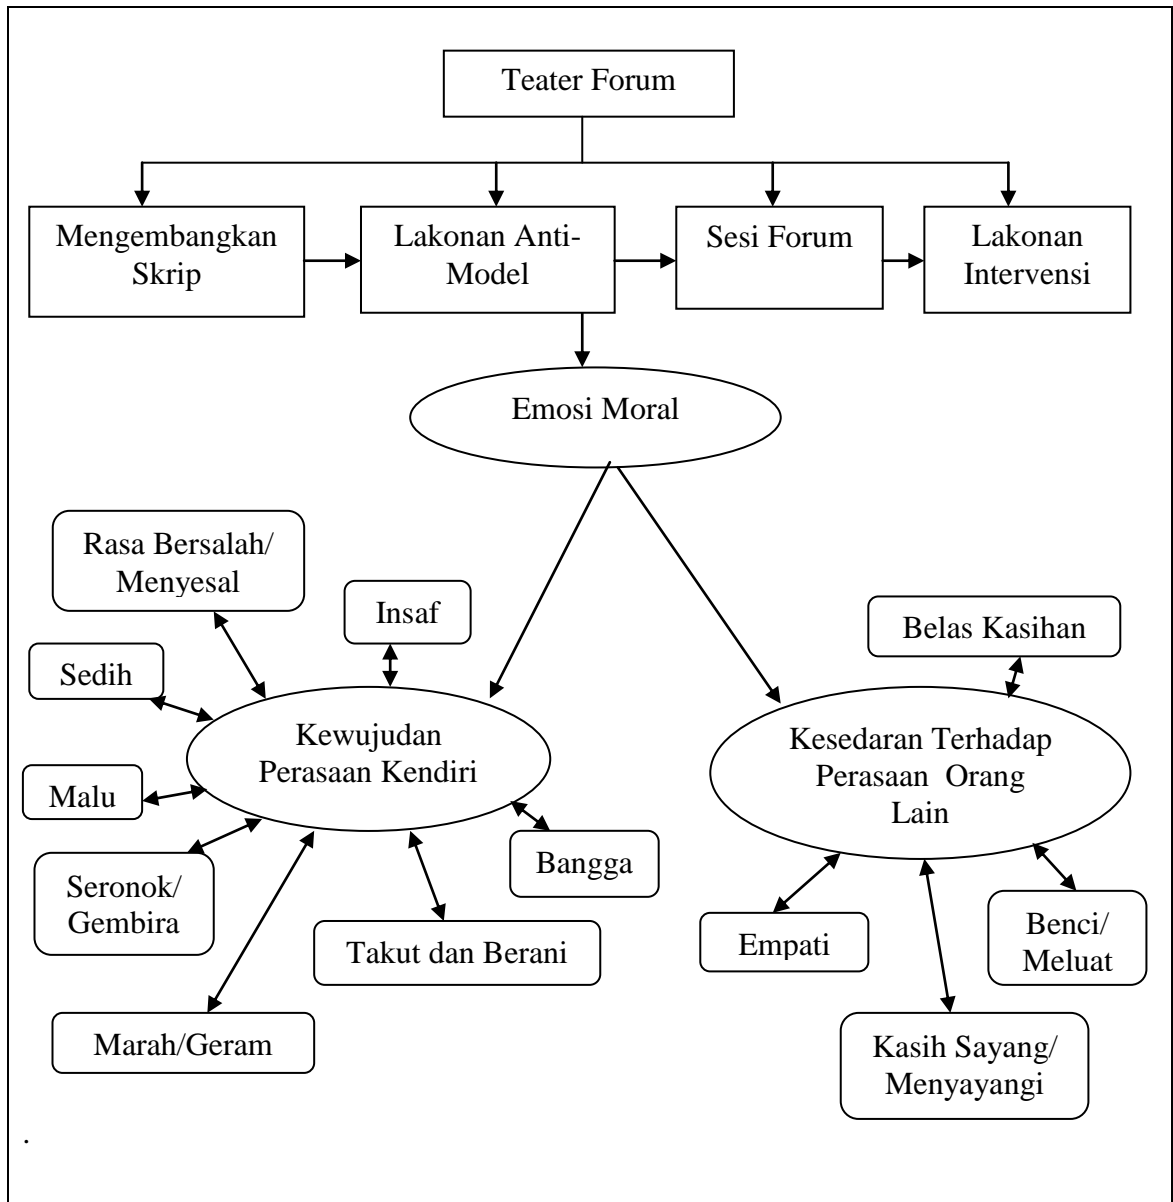 Teater Forum
Mengembangkan
Skrip
Lakonan Anti-
Model
Sesi Forum
Lakonan
Intervensi
Emosi Moral
Rasa Bersalah/
Menyesal
Insaf
Belas Kasihan
Sedih
Kewujudan
Perasaan Kendiri
Kesedaran Terhadap
Perasaan Orang
Lain
Malu
Bangga
Seronok/
Gembira
Takut dan Berani
Empati
Benci/
Meluat
Marah/Geram
Kasih Sayang/
Menyayangi
.